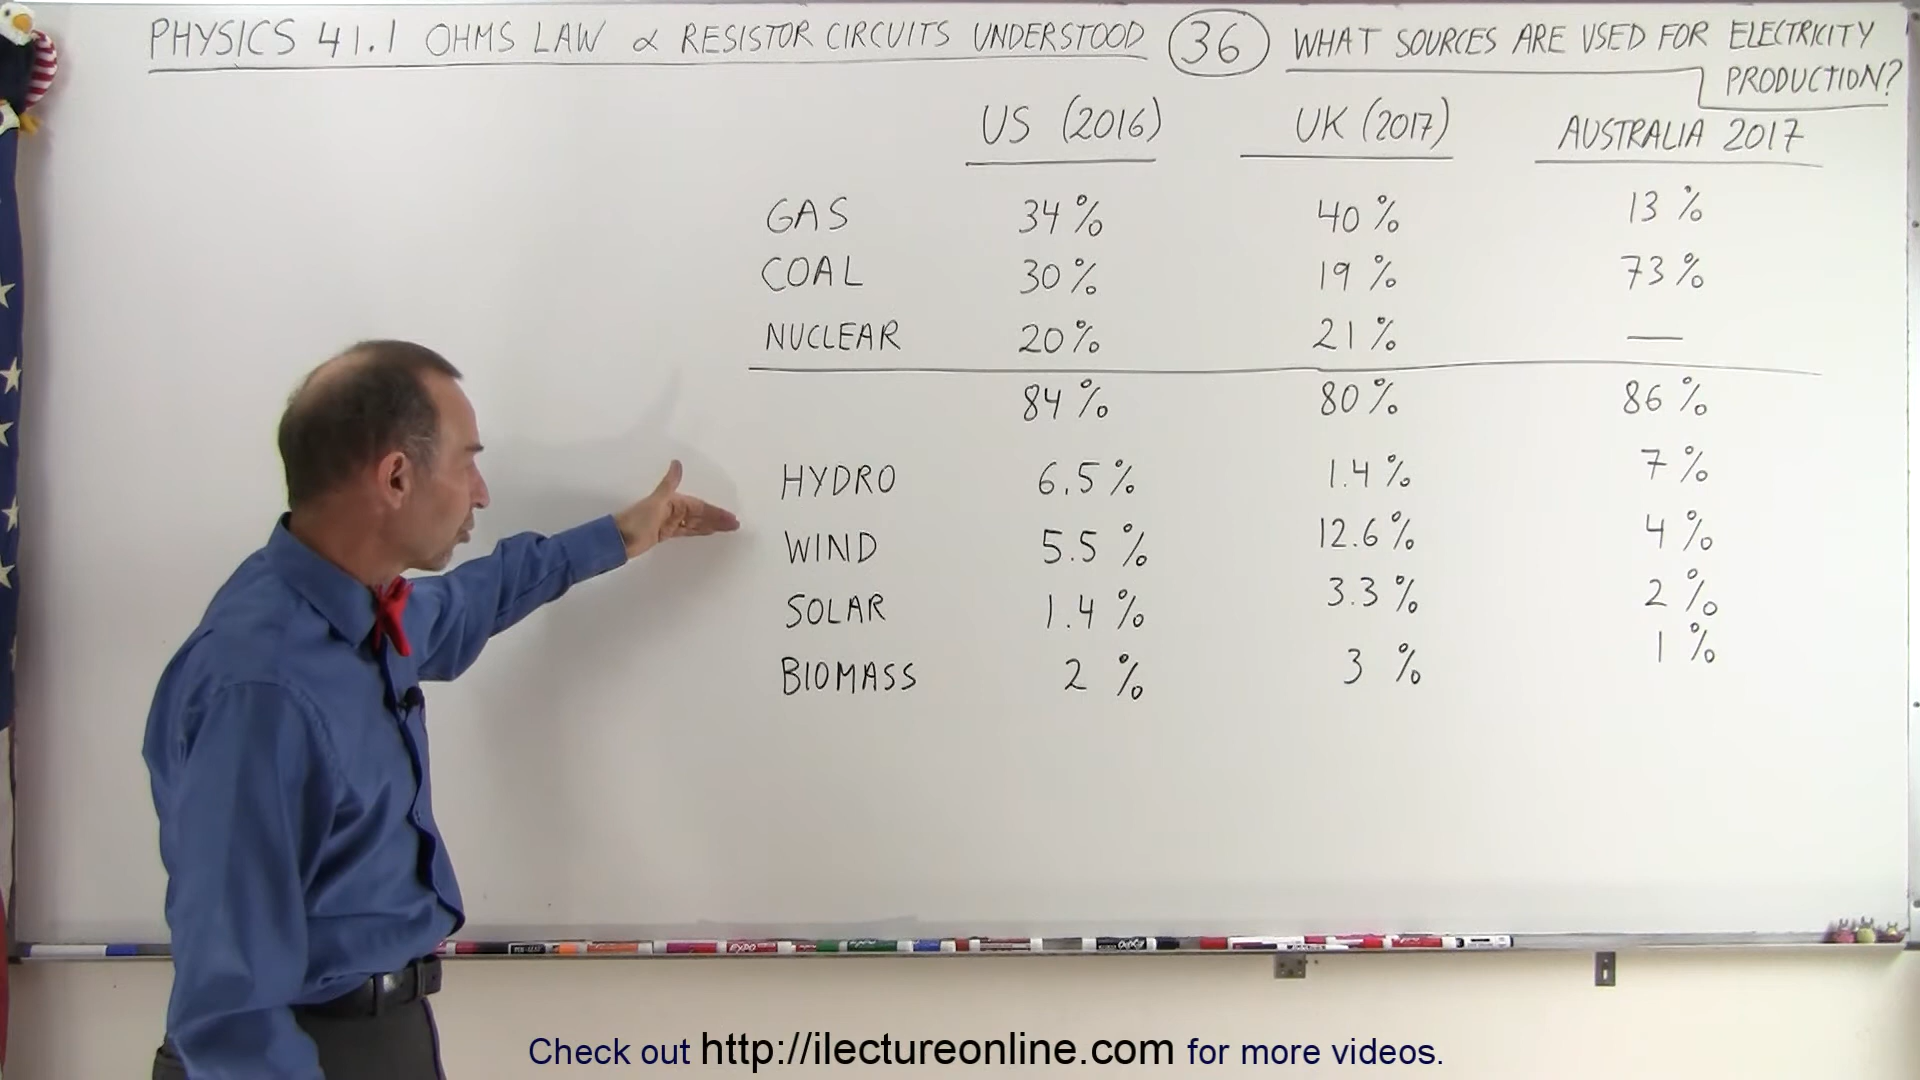 PHYSICS 41.1 OHMS LAW & RESISTOR CIRCUITS UNDERSTOOD 36 WHAT SOURCES ARE USED FOR ELECTRICITY
PRODUCTION?
US (2016) UK (2017) AUSTRALIA 2017
GAS 34% 40% 13%
COAL 30% 19% 73%
NUCLEAR 20% 21% —
84% 80% 86%
HYDRO 6.5% 1.4% 7%
WIND 5.5% 12.6% 4%
SOLAR 1.4% 3.3% 2%
BIOMASS 2% 3% 1%
EXPO
Check out http://ilectureonline.com for more videos.